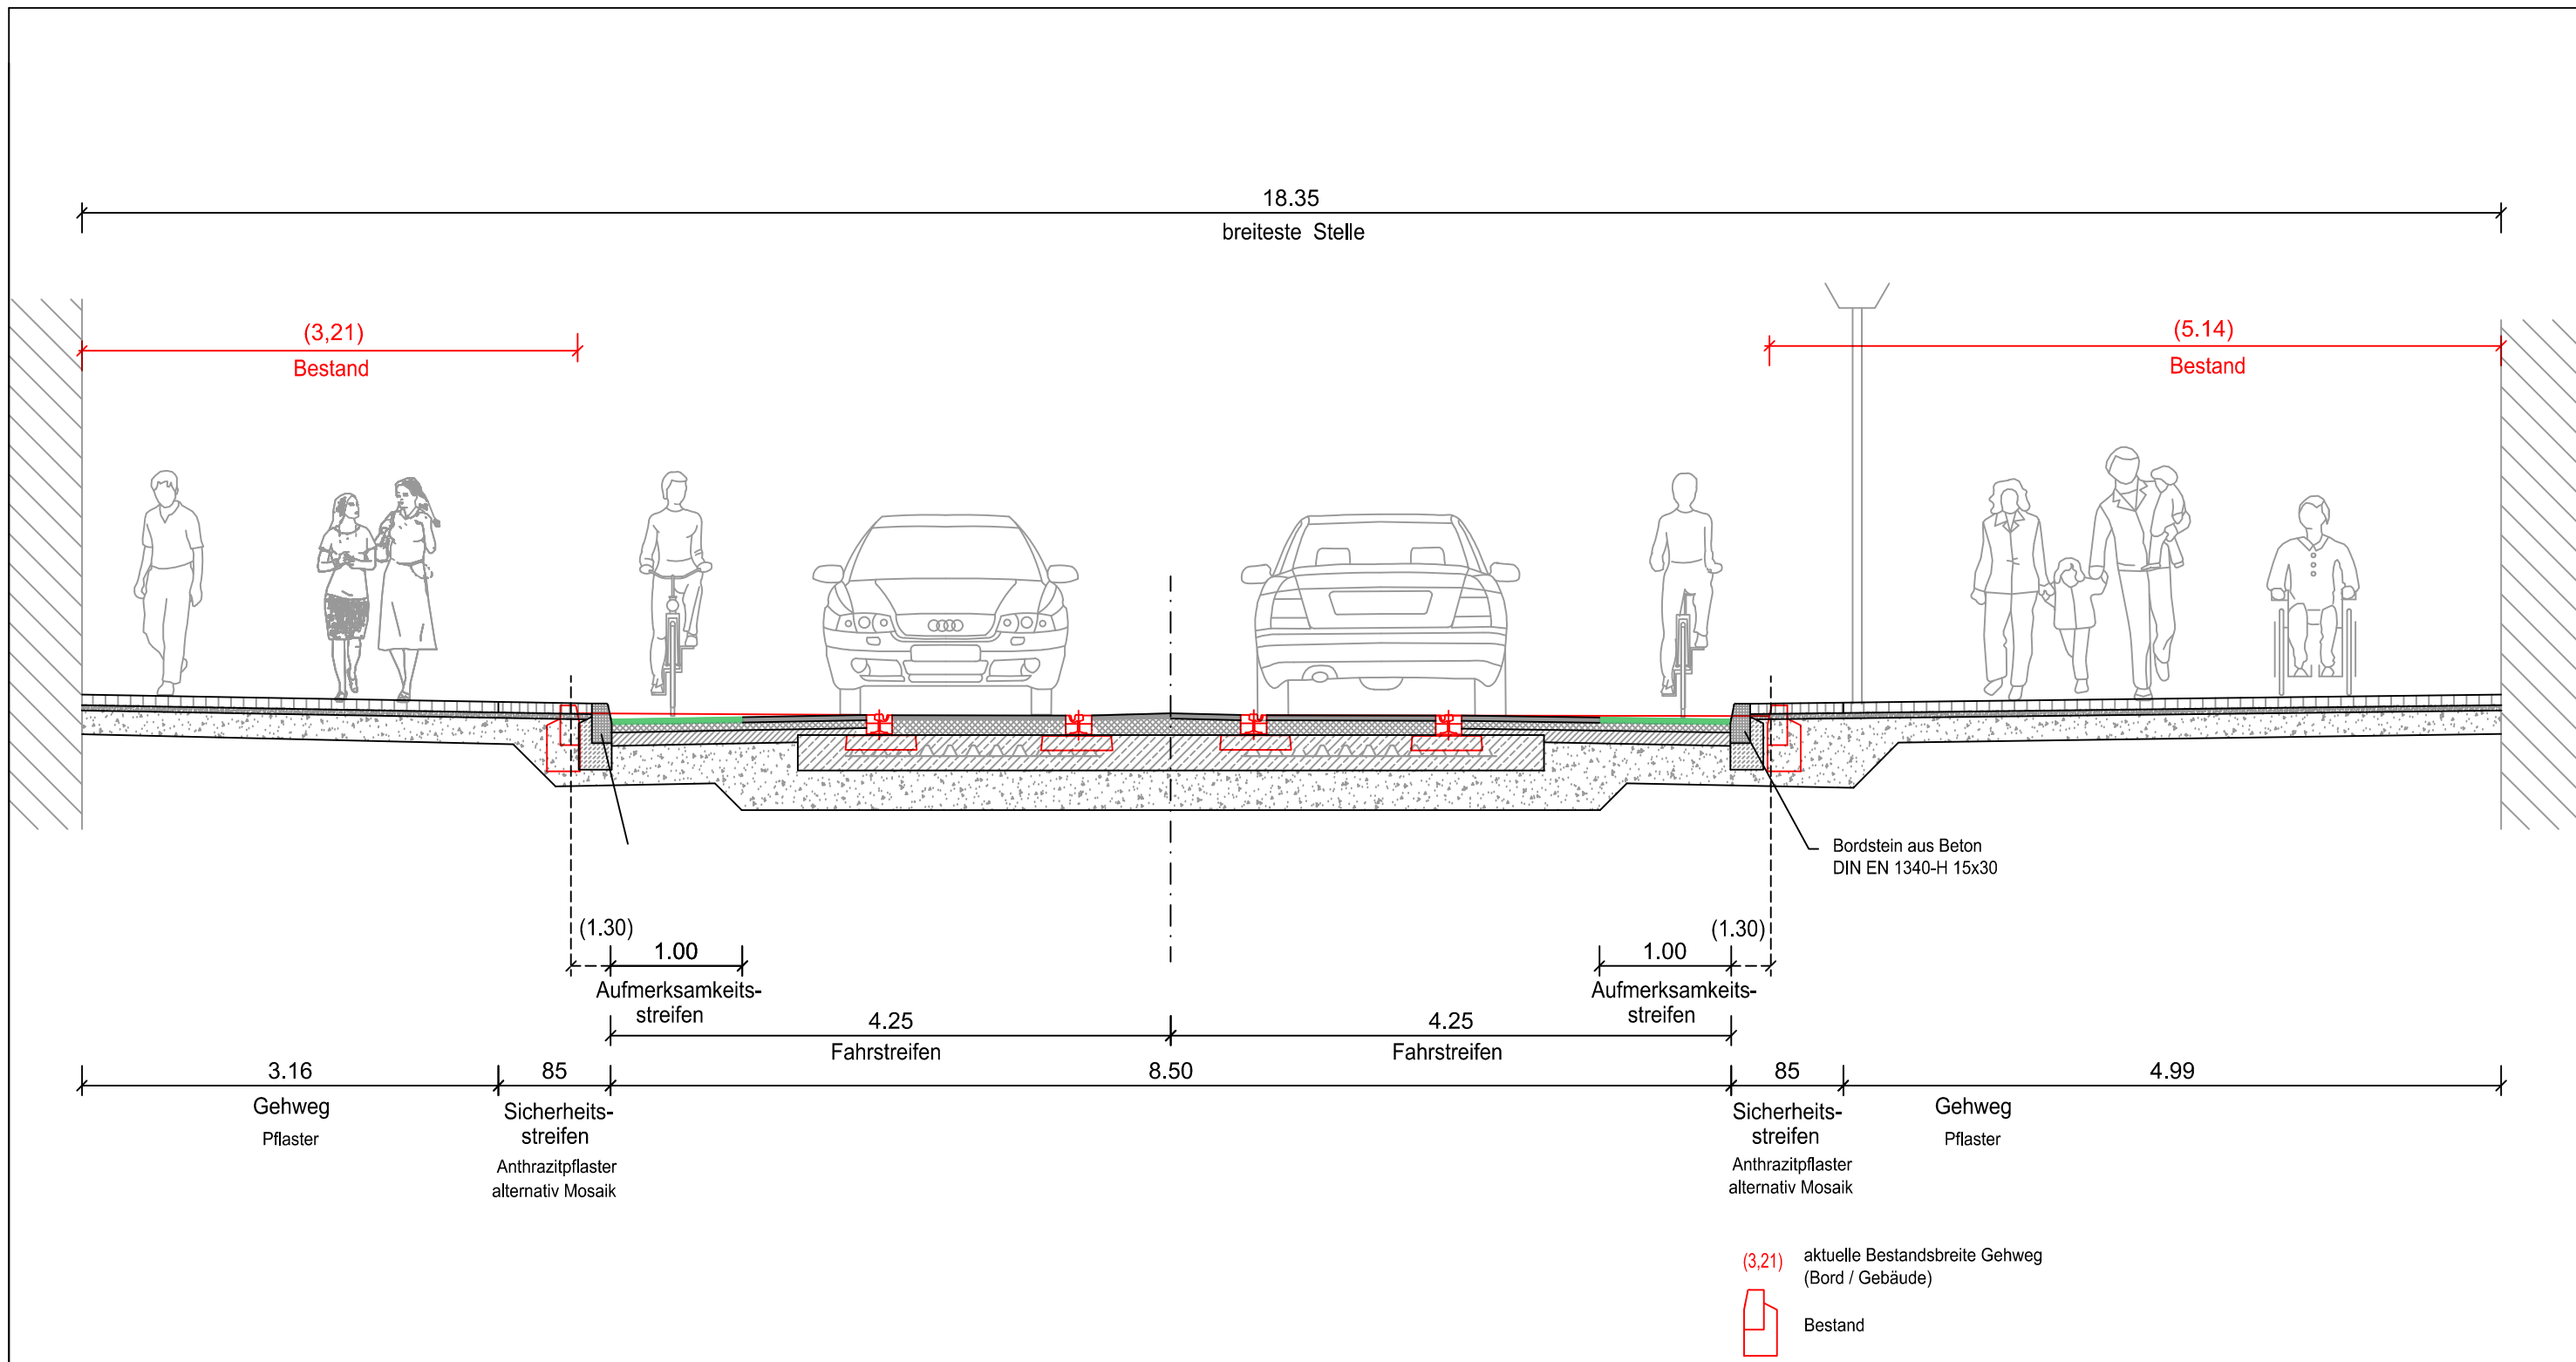 18.35
breiteste Stelle
(3,21)
Bestand
(5.14)
Bestand
Bordstein aus Beton
DIN EN 1340-H 15x30
(1.30)
1.00
Aufmerksamkeits-
streifen
(1.30)
1.00
Aufmerksamkeits-
streifen
4.25
Fahrstreifen
4.25
Fahrstreifen
3.16
Gehweg
Pflaster
85
Sicherheits-
streifen
Anthrazitpflaster
alternativ Mosaik
8.50
85
Sicherheits-
streifen
Anthrazitpflaster
alternativ Mosaik
4.99
Gehweg
Pflaster
(3,21)
aktuelle Bestandsbreite Gehweg
(Bord / Gebäude)
Bestand